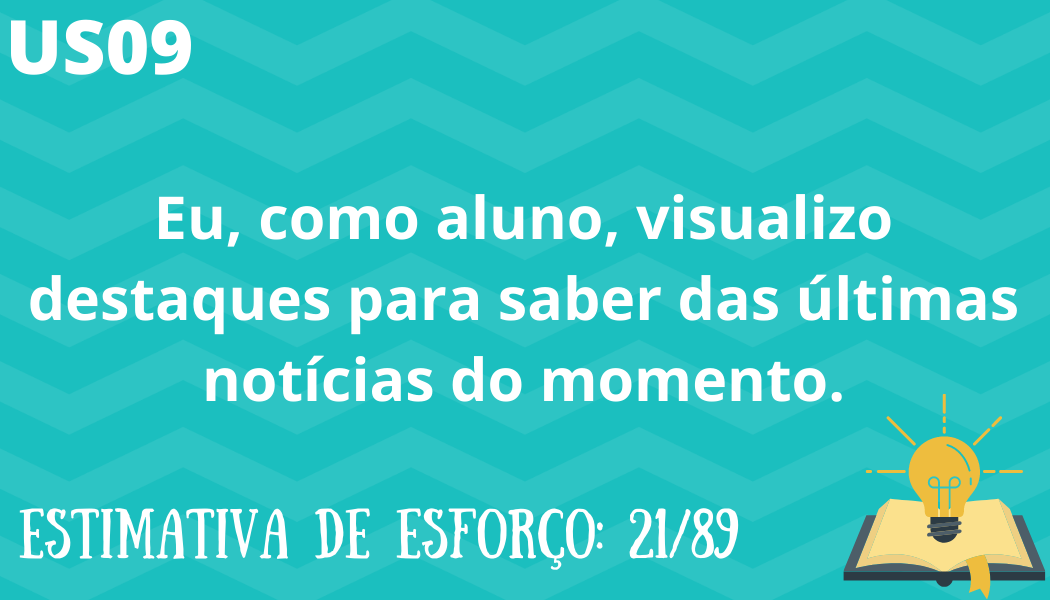 US09
Eu, como aluno, visualizo
destaques para saber das últimas
notícias do momento.
ESTIMATIVA DE ESFORÇO: 21/89